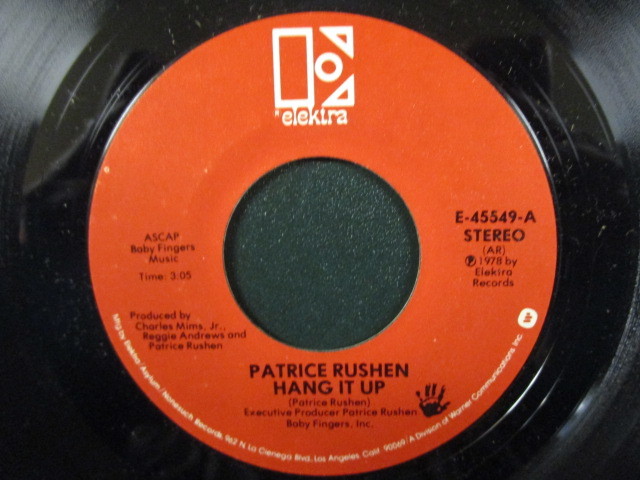 elektra
E-45549-A
STEREO
(AR)
℗ 1978 by
Elektra
Records
ASCAP
Baby Fingers
Music
Time: 3.05
Produced by
Charles Mims, Jr.,
Reggie Andrews and
Patrice Rushen
PATRICE RUSHEN
HANG IT UP
(Patrice Rushen)
Executive Producer Patrice Rushen
Baby Fingers, Inc.
Mfg by Elektra / Asylum / Nonesuch Records, 962 N. La Cienega Blvd., Los Angeles, Calif. 90069 / A Division of Warner Communications Inc.